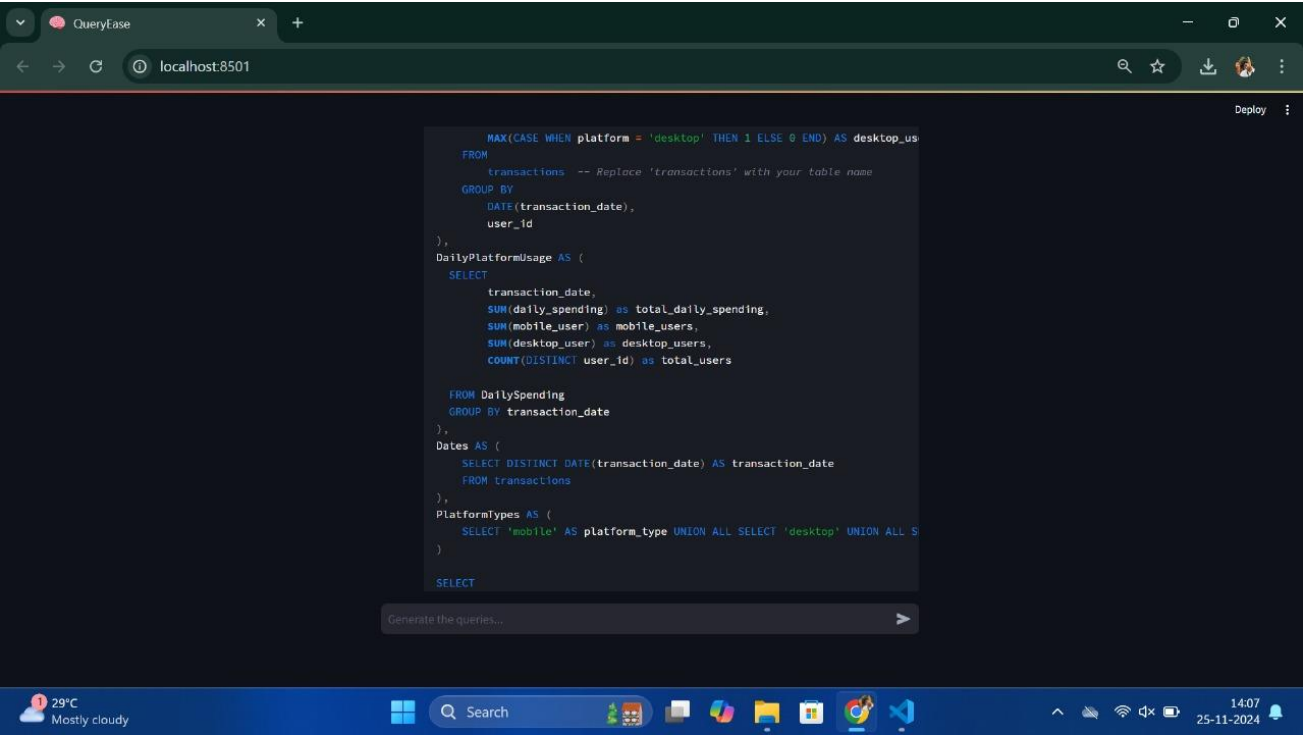 QueryEase
localhost:8501
Deploy
MAX(CASE WHEN platform = 'desktop' THEN 1 ELSE 0 END) AS desktop_us
FROM
transactions -- Replace 'transactions' with your table name
GROUP BY
DATE(transaction_date),
user_id
),
DailyPlatformUsage AS (
SELECT
transaction_date,
SUM(daily_spending) as total_daily_spending,
SUM(mobile_user) as mobile_users,
SUM(desktop_user) as desktop_users,
COUNT(DISTINCT user_id) as total_users
FROM DailySpending
GROUP BY transaction_date
),
Dates AS (
SELECT DISTINCT DATE(transaction_date) AS transaction_date
FROM transactions
),
PlatformTypes AS (
SELECT 'mobile' AS platform_type UNION ALL SELECT 'desktop' UNION ALL S
)
SELECT
Generate the queries...
1
29°C
Mostly cloudy
Search
14:07
25-11-2024